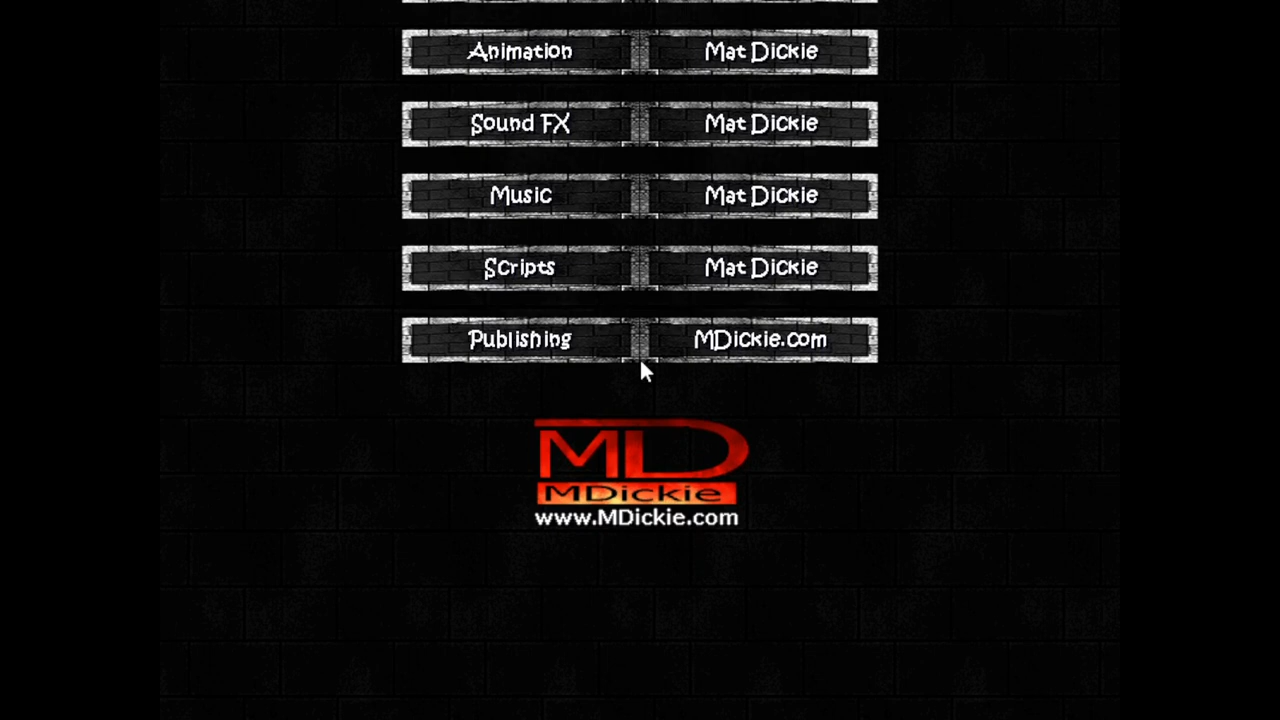 Animation Mat Dickie
Sound FX Mat Dickie
Music Mat Dickie
Scripts Mat Dickie
Publishing MDickie.com
MD
MDickie
www.MDickie.com